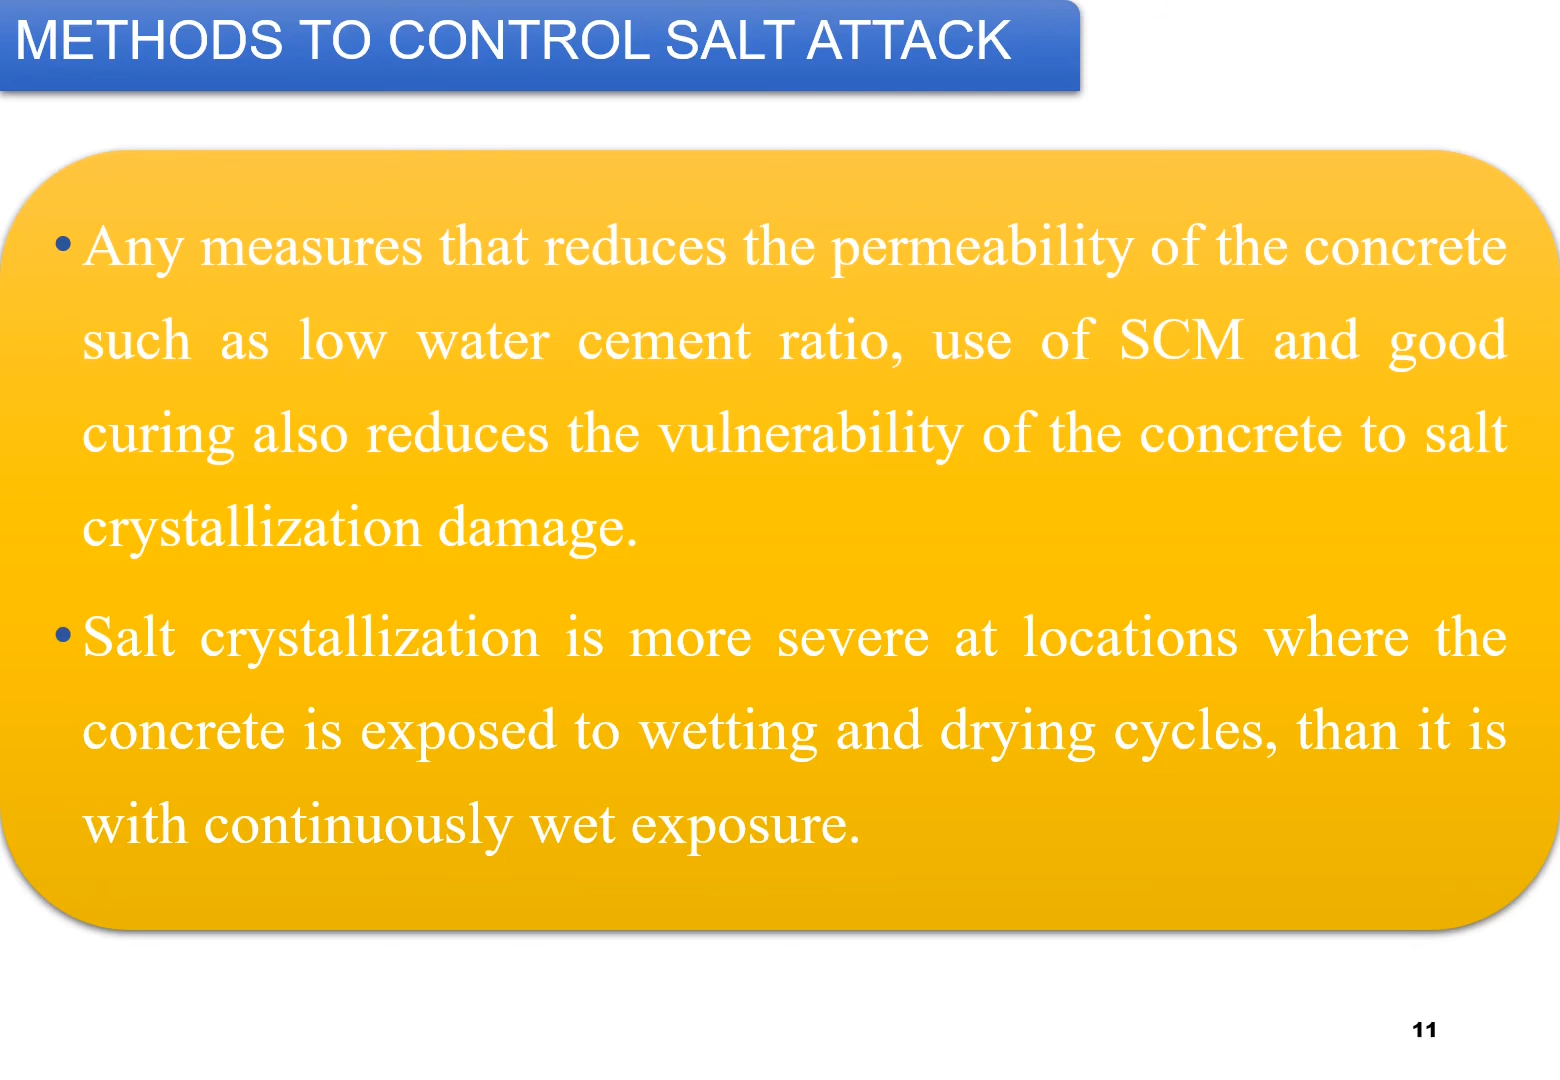 METHODS TO CONTROL SALT ATTACK
• Any measures that reduces the permeability of the concrete
such as low water cement ratio, use of SCM and good
curing also reduces the vulnerability of the concrete to salt
crystallization damage.
• Salt crystallization is more severe at locations where the
concrete is exposed to wetting and drying cycles, than it is
with continuously wet exposure.
11